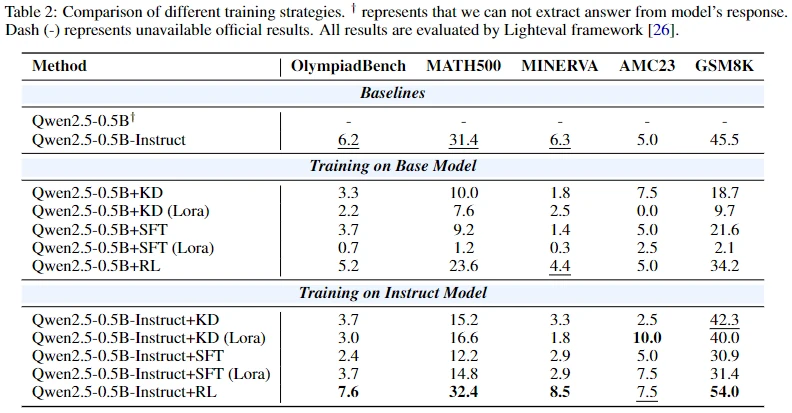 Table 2: Comparison of different training strategies. † represents that we can not extract answer from model's response.
Dash (-) represents unavailable official results. All results are evaluated by Lighteval framework [26].
Method OlympiadBench MATH500 MINERVA AMC23 GSM8K
Baselines
Qwen2.5-0.5B† - - - - -
Qwen2.5-0.5B-Instruct 6.2 31.4 6.3 5.0 45.5
Training on Base Model
Qwen2.5-0.5B+KD 3.3 10.0 1.8 7.5 18.7
Qwen2.5-0.5B+KD (Lora) 2.2 7.6 2.5 0.0 9.7
Qwen2.5-0.5B+SFT 3.7 9.2 1.4 5.0 21.6
Qwen2.5-0.5B+SFT (Lora) 0.7 1.2 0.3 2.5 2.1
Qwen2.5-0.5B+RL 5.2 23.6 4.4 5.0 34.2
Training on Instruct Model
Qwen2.5-0.5B-Instruct+KD 3.7 15.2 3.3 2.5 42.3
Qwen2.5-0.5B-Instruct+KD (Lora) 3.0 16.6 1.8 10.0 40.0
Qwen2.5-0.5B-Instruct+SFT 2.4 12.2 2.9 5.0 30.9
Qwen2.5-0.5B-Instruct+SFT (Lora) 3.7 14.8 2.9 7.5 31.4
Qwen2.5-0.5B-Instruct+RL 7.6 32.4 8.5 7.5 54.0